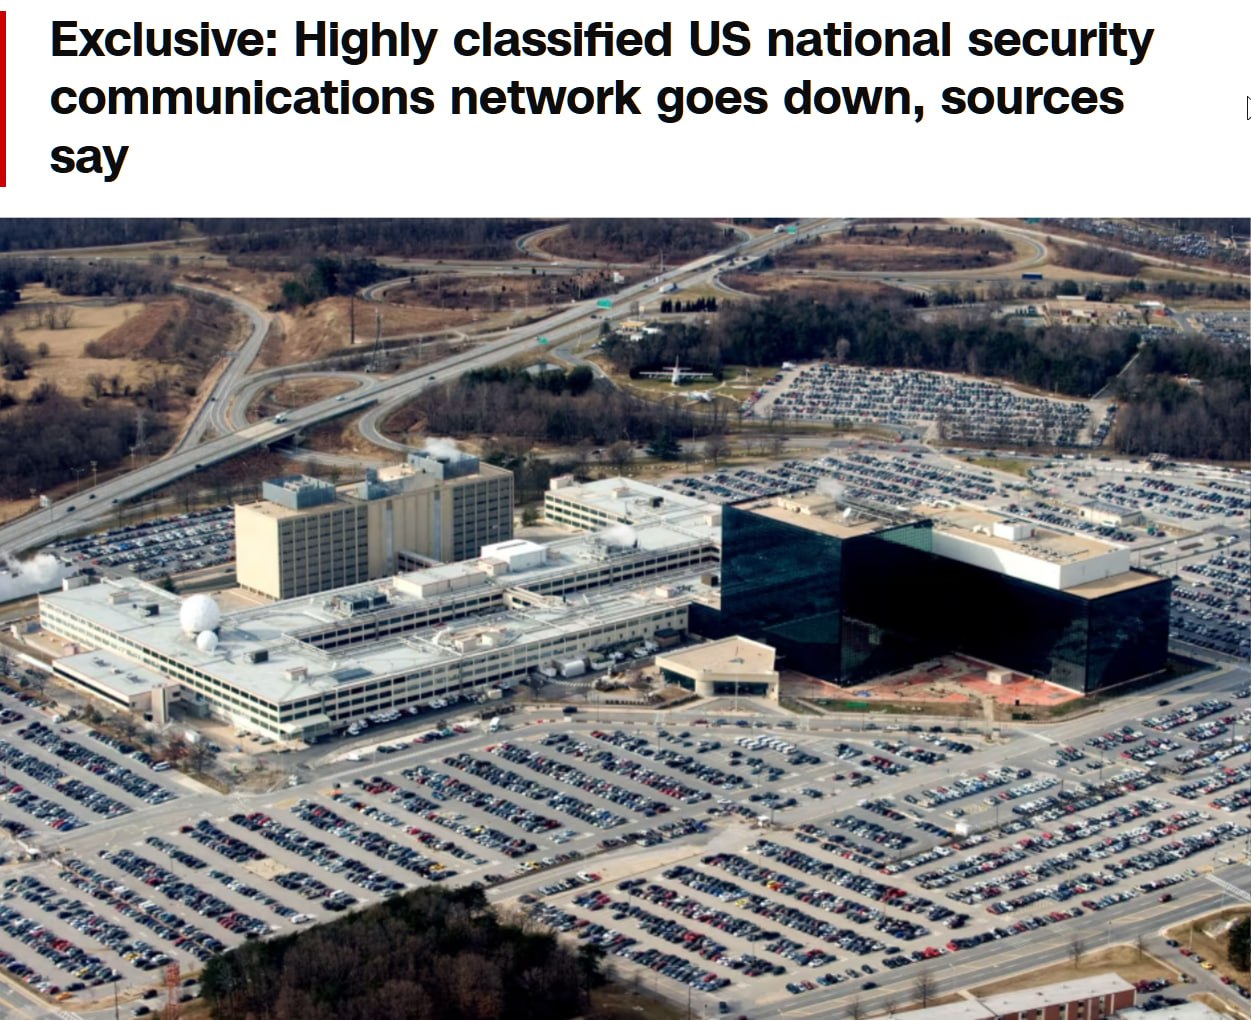 Exclusive: Highly classified US national security
communications network goes down, sources
say